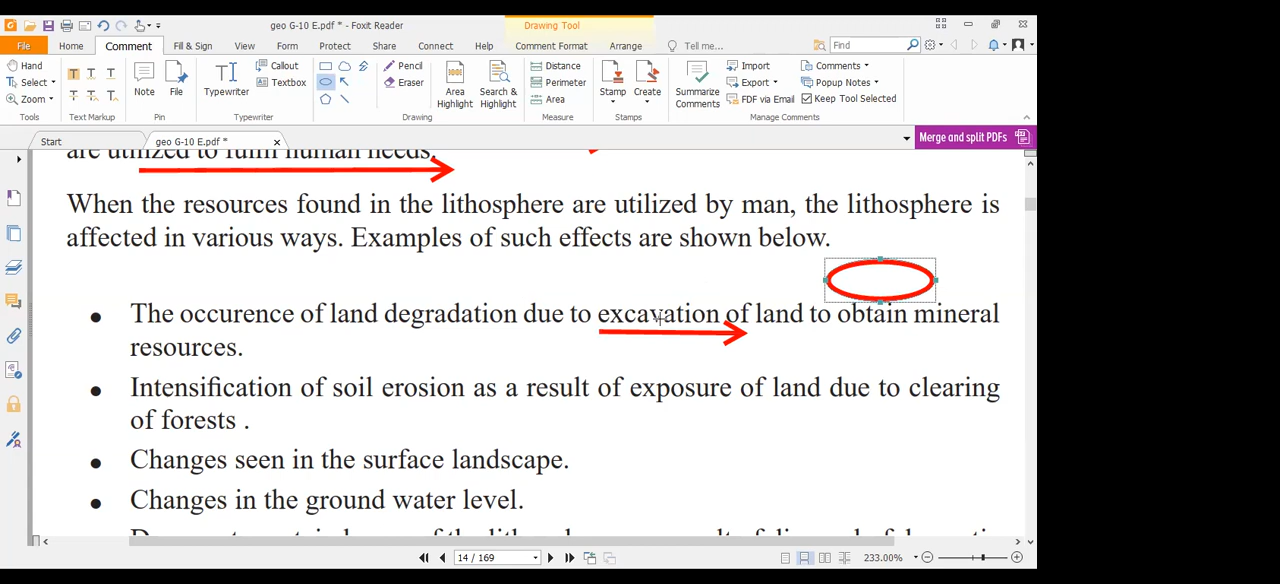 geo G-10 E.pdf * - Foxit Reader
Drawing Tool
File Home Comment Fill & Sign View Form Protect Share Connect Help Comment Format Arrange Tell me... Find
Hand
Select
Zoom
Tools
Text Markup
Note
File
Pin
Typewriter
Callout
Textbox
Typewriter
Pencil
Eraser
Drawing
Area Highlight
Search & Highlight
Distance
Perimeter
Area
Measure
Stamp
Create
Stamps
Summarize Comments
Import
Export
FDF via Email
Comments
Popup Notes
Keep Tool Selected
Manage Comments
Start
geo G-10 E.pdf *
Merge and split PDFs
are utilized to fulfil human needs.
When the resources found in the lithosphere are utilized by man, the lithosphere is
affected in various ways. Examples of such effects are shown below.
• The occurence of land degradation due to excavation of land to obtain mineral
resources.
• Intensification of soil erosion as a result of exposure of land due to clearing
of forests .
• Changes seen in the surface landscape.
• Changes in the ground water level.
14 / 169
233.00%